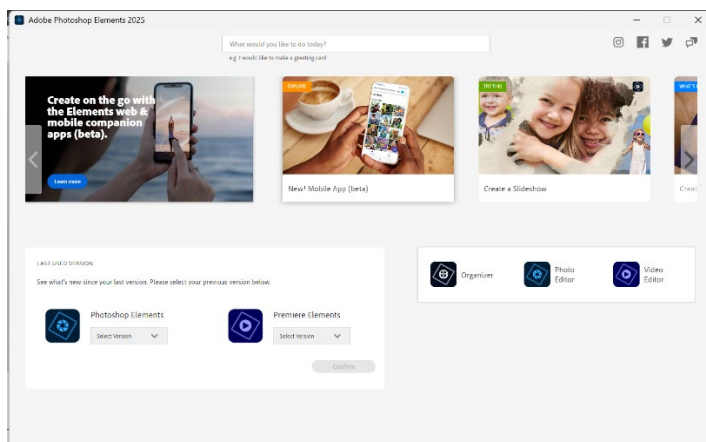 Adobe Photoshop Elements 2025
What would you like to do today?
e.g. I would like to make a greeting card
Create on the go with
the Elements web &
mobile companion
apps (beta).
Learn more
EXPLORE
New! Mobile App (beta)
TRY THIS
Create a Slideshow
WHAT'S
Creat
LAST USED VERSION
See what's new since your last version. Please select your previous version below.
Photoshop Elements
Select Version
Premiere Elements
Select Version
Confirm
Organizer
Photo
Editor
Video
Editor